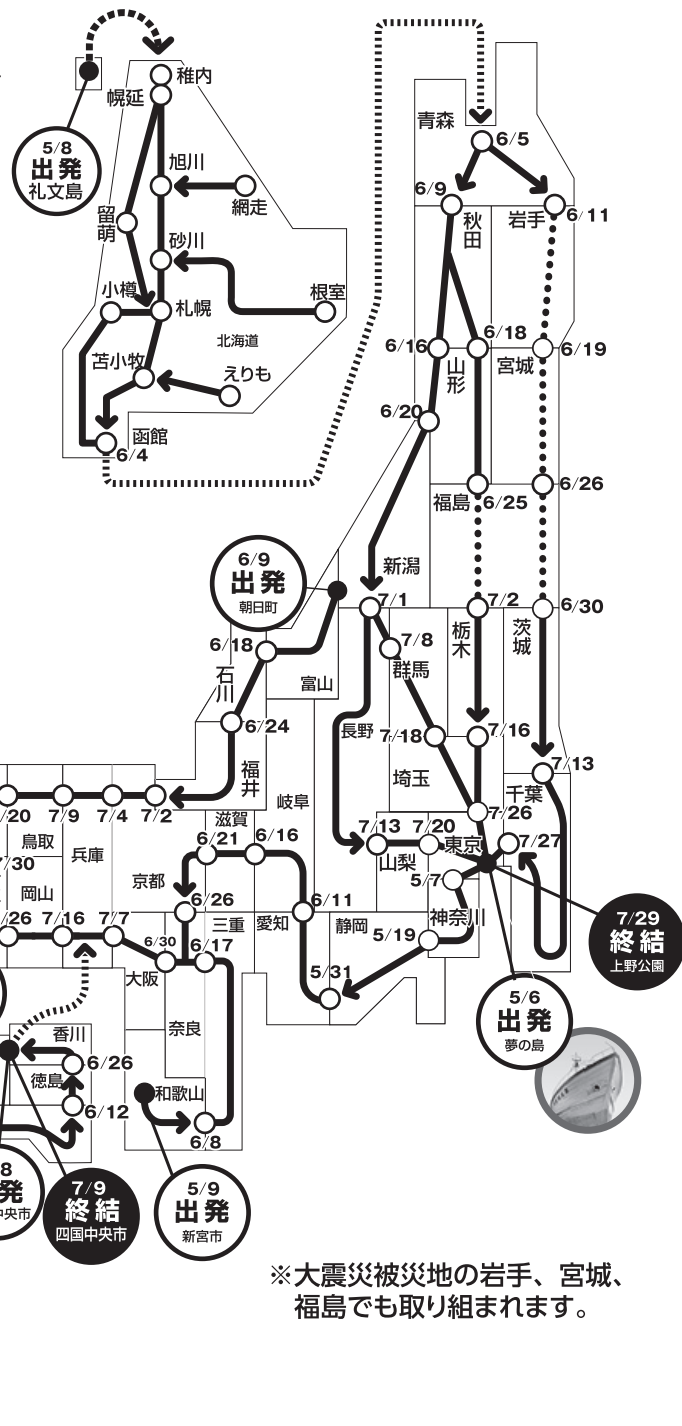 稚内
幌延
5/8
出発
礼文島
旭川
網走
留萌
砂川
小樽
札幌
根室
北海道
苫小牧
えりも
函館
6/4
青森
6/5
6/9
秋田
岩手
6/11
6/16
山形
6/18
宮城
6/19
6/20
福島
6/25
6/26
新潟
6/9
出発
朝日町
7/1
7/2
6/30
栃木
茨城
7/8
群馬
6/18
石川
富山
6/24
長野
7/18
7/16
7/13
福井
埼玉
千葉
岐阜
/20
7/9
7/4
7/2
滋賀
7/26
鳥取
兵庫
6/21
6/16
7/13
7/20
東京
7/27
7/30
京都
山梨
5/7
岡山
6/26
6/11
神奈川
/26
7/16
7/7
6/30
三重
6/17
愛知
静岡
5/19
7/29
終結
上野公園
大阪
5/31
5/6
出発
夢の島
奈良
香川
6/26
徳島
6/12
和歌山
6/8
8
発
中央市
7/9
終結
四国中央市
5/9
出発
新宮市
※大震災被災地の岩手、宮城、
福島でも取り組まれます。